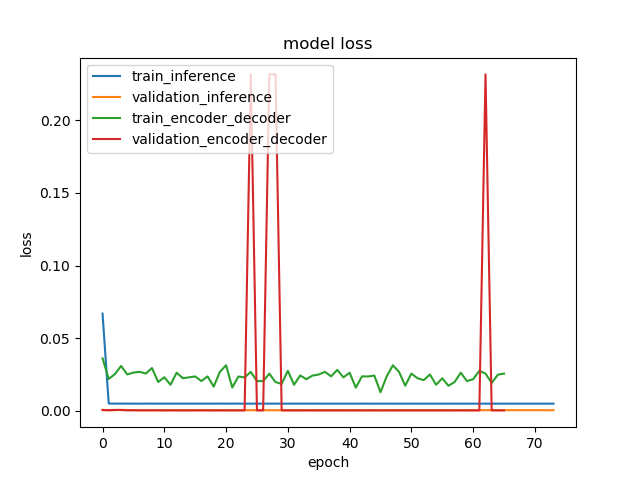 model loss
train_inference
validation_inference
train_encoder_decoder
validation_encoder_decoder
0.20
0.15
0.10
0.05
0.00
loss
0 10 20 30 40 50 60 70
epoch